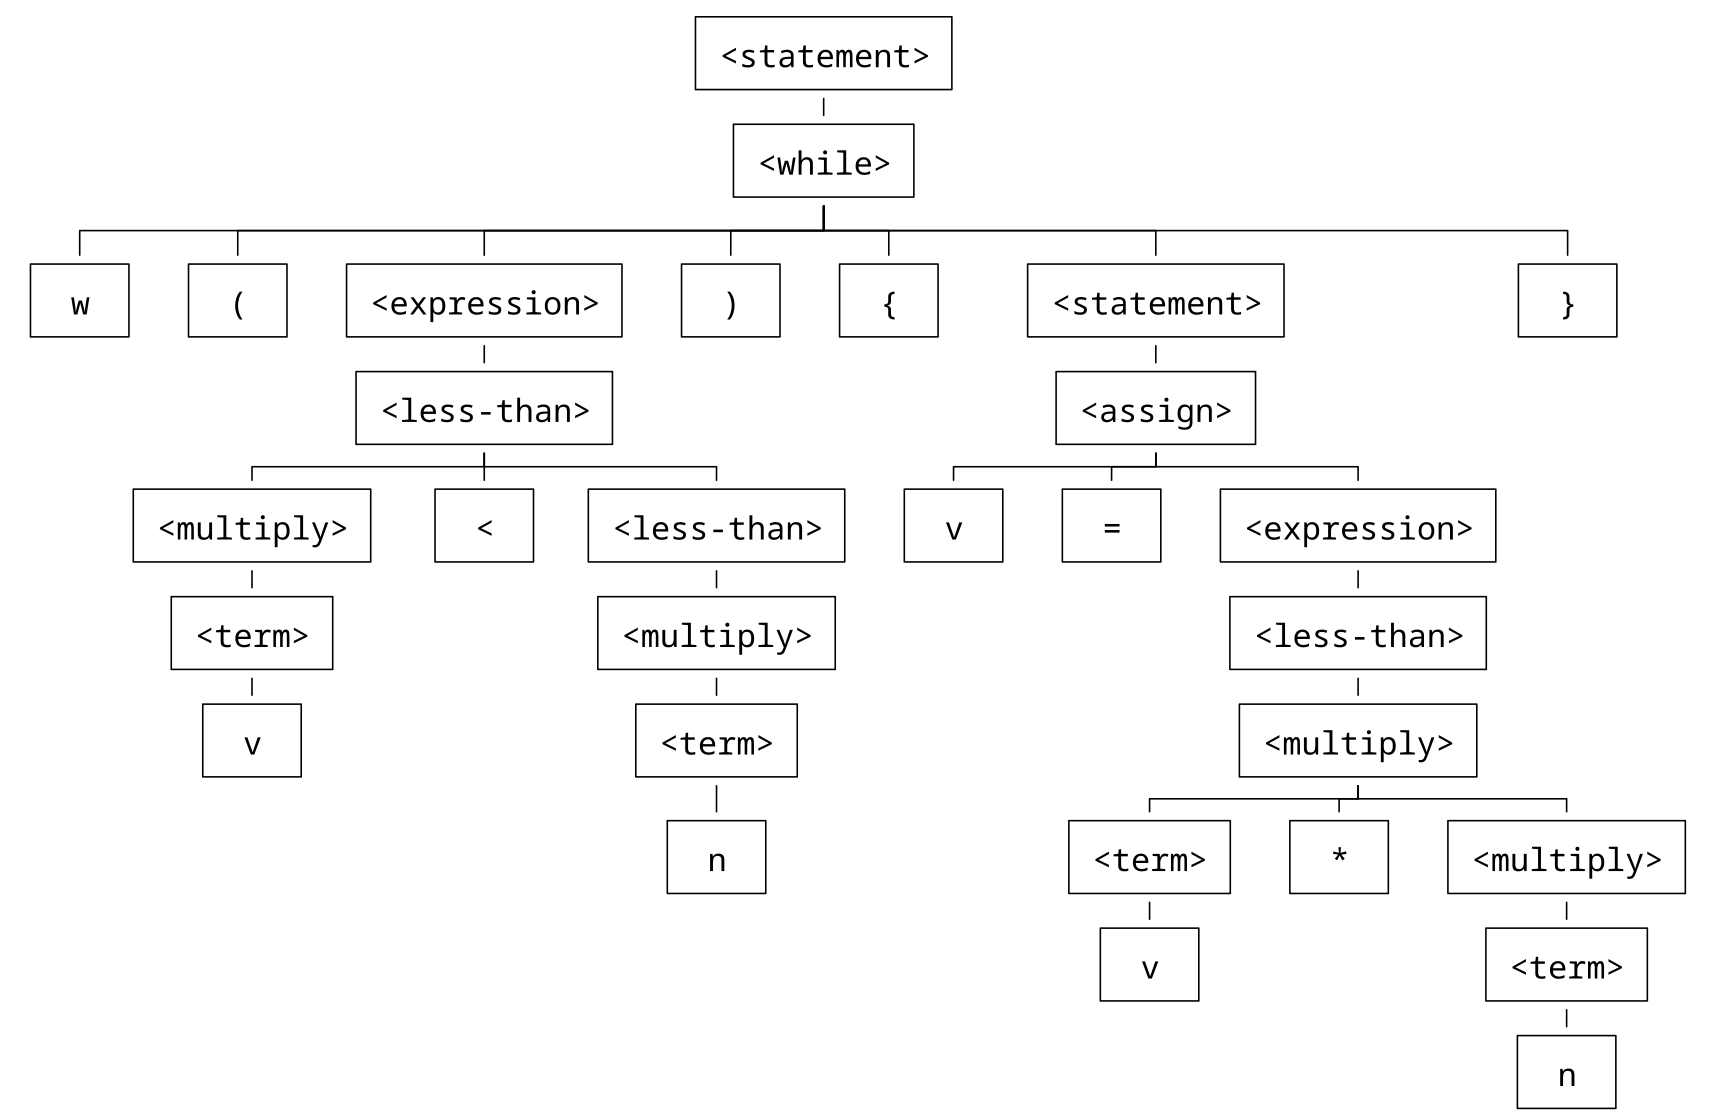 <statement>
<while>
w ( <expression> ) { <statement> }
<less-than> <assign>
<multiply> < <less-than> v = <expression>
<term> <multiply> <less-than>
v <term> <multiply>
n <term> * <multiply>
v <term>
n